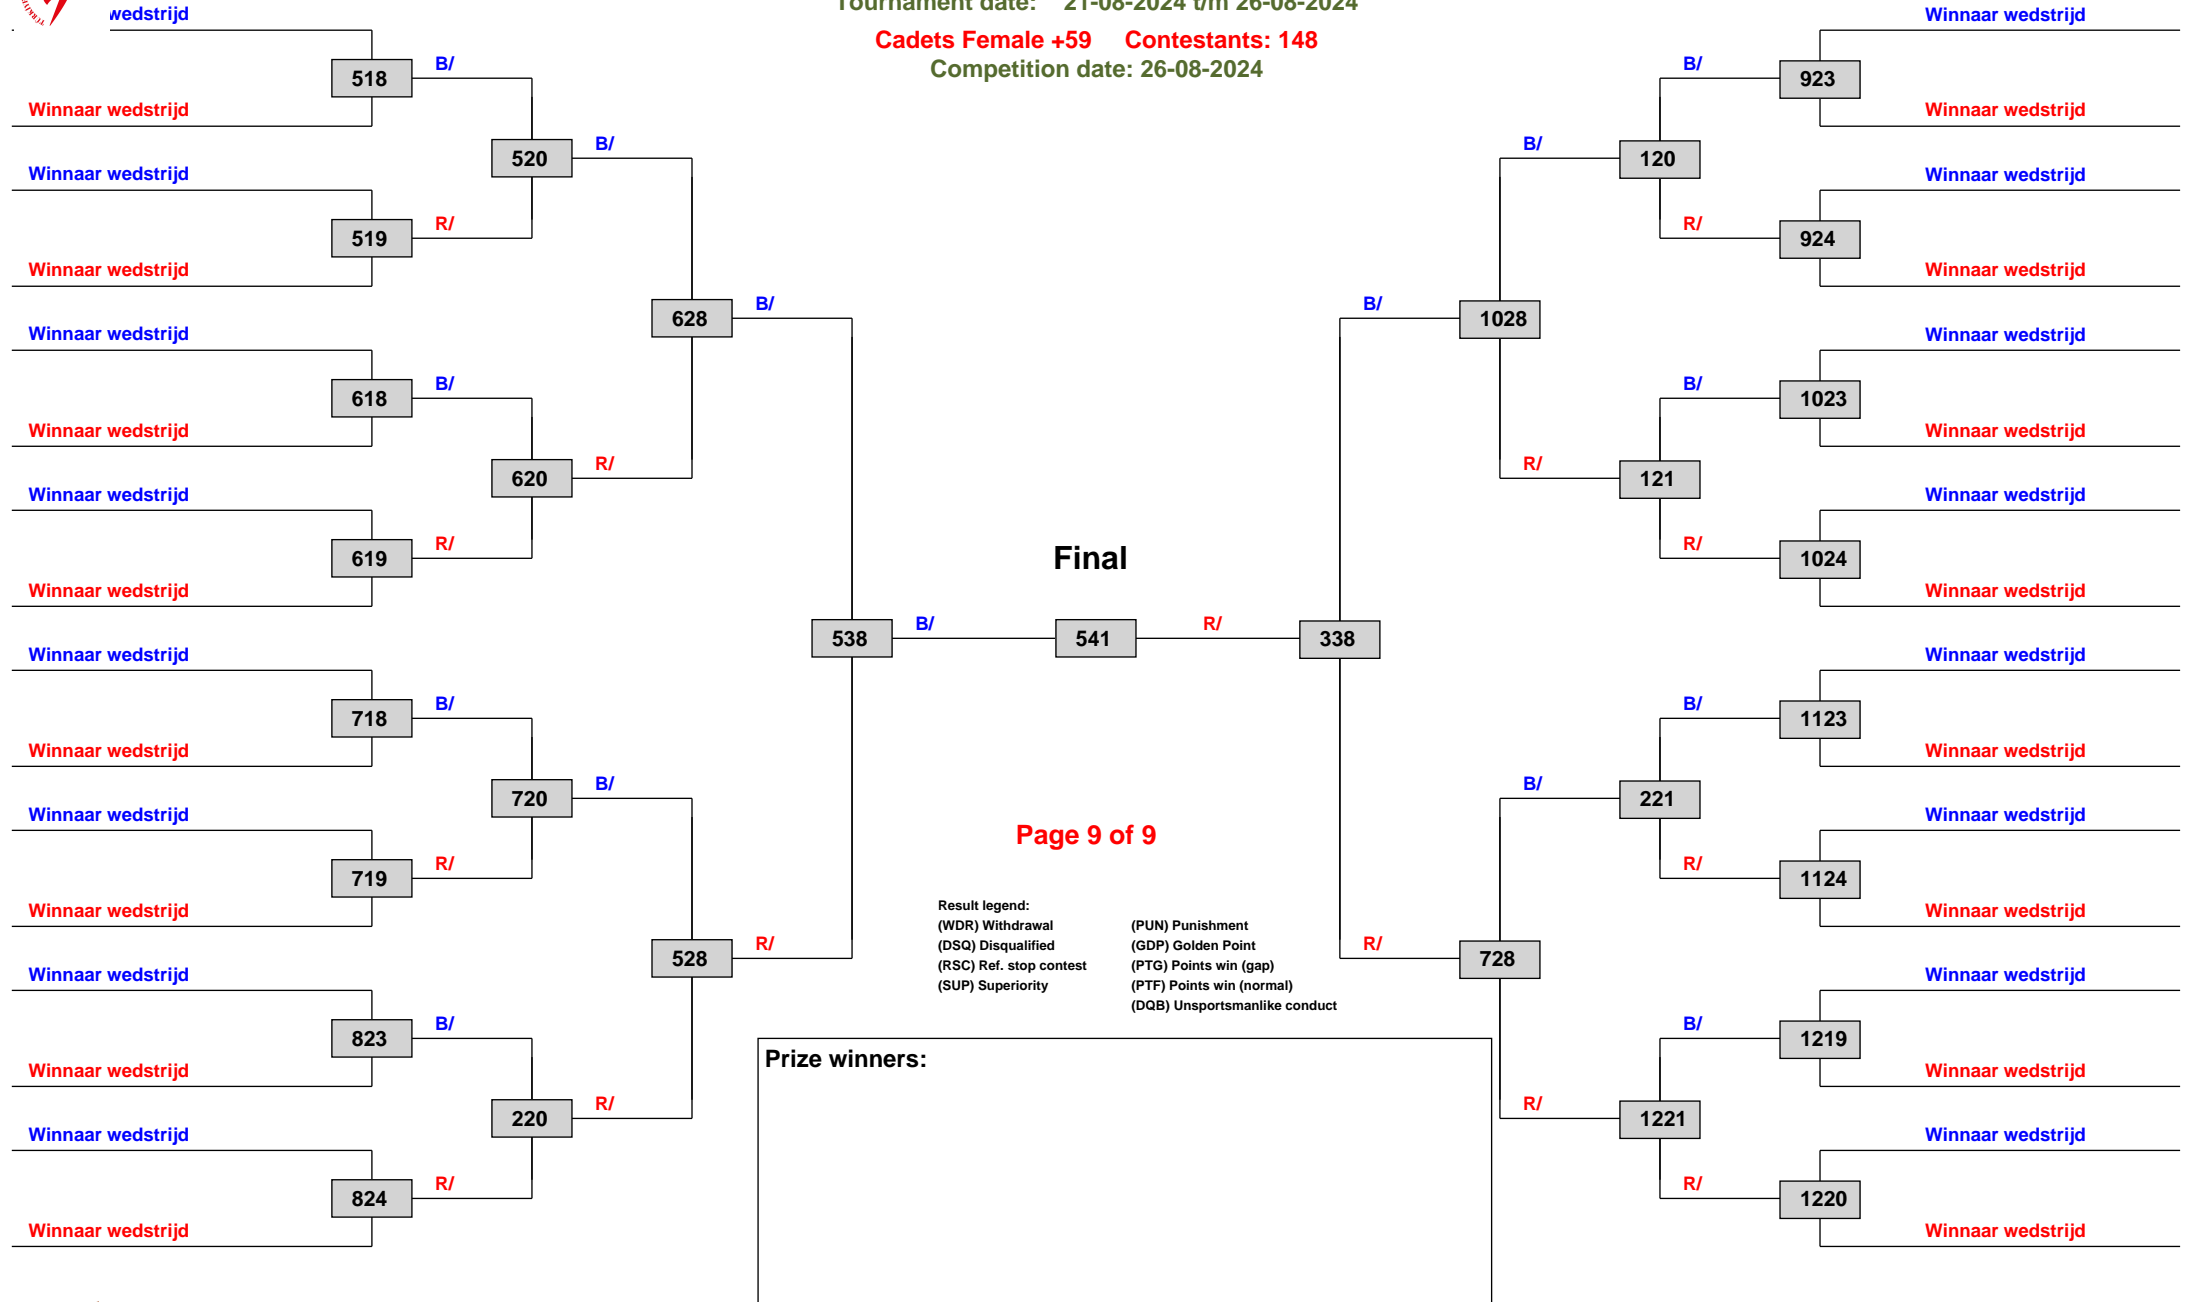 Tournament date: 21-08-2024 t/m 26-08-2024
Cadets Female +59 Contestants: 148
Competition date: 26-08-2024
wedstrijd
518
B/
Winnaar wedstrijd
520
B/
Winnaar wedstrijd
519
R/
Winnaar wedstrijd
628
B/
Winnaar wedstrijd
618
B/
Winnaar wedstrijd
620
R/
Winnaar wedstrijd
619
R/
Winnaar wedstrijd
538
B/
Winnaar wedstrijd
718
B/
Winnaar wedstrijd
720
B/
Winnaar wedstrijd
719
R/
Winnaar wedstrijd
528
R/
Winnaar wedstrijd
823
B/
Winnaar wedstrijd
220
R/
Winnaar wedstrijd
824
R/
Winnaar wedstrijd
Final
541
R/
338
Winnaar wedstrijd
B/
923
Winnaar wedstrijd
B/
120
Winnaar wedstrijd
R/
924
Winnaar wedstrijd
B/
1028
Winnaar wedstrijd
B/
1023
Winnaar wedstrijd
R/
121
Winnaar wedstrijd
R/
1024
Winnaar wedstrijd
Winnaar wedstrijd
B/
1123
Winnaar wedstrijd
B/
221
Winnaar wedstrijd
R/
1124
Winnaar wedstrijd
R/
728
Winnaar wedstrijd
B/
1219
Winnaar wedstrijd
R/
1221
Winnaar wedstrijd
R/
1220
Winnaar wedstrijd
Page 9 of 9
Result legend:
(WDR) Withdrawal
(DSQ) Disqualified
(RSC) Ref. stop contest
(SUP) Superiority
(PUN) Punishment
(GDP) Golden Point
(PTG) Points win (gap)
(PTF) Points win (normal)
(DQB) Unsportsmanlike conduct
Prize winners: